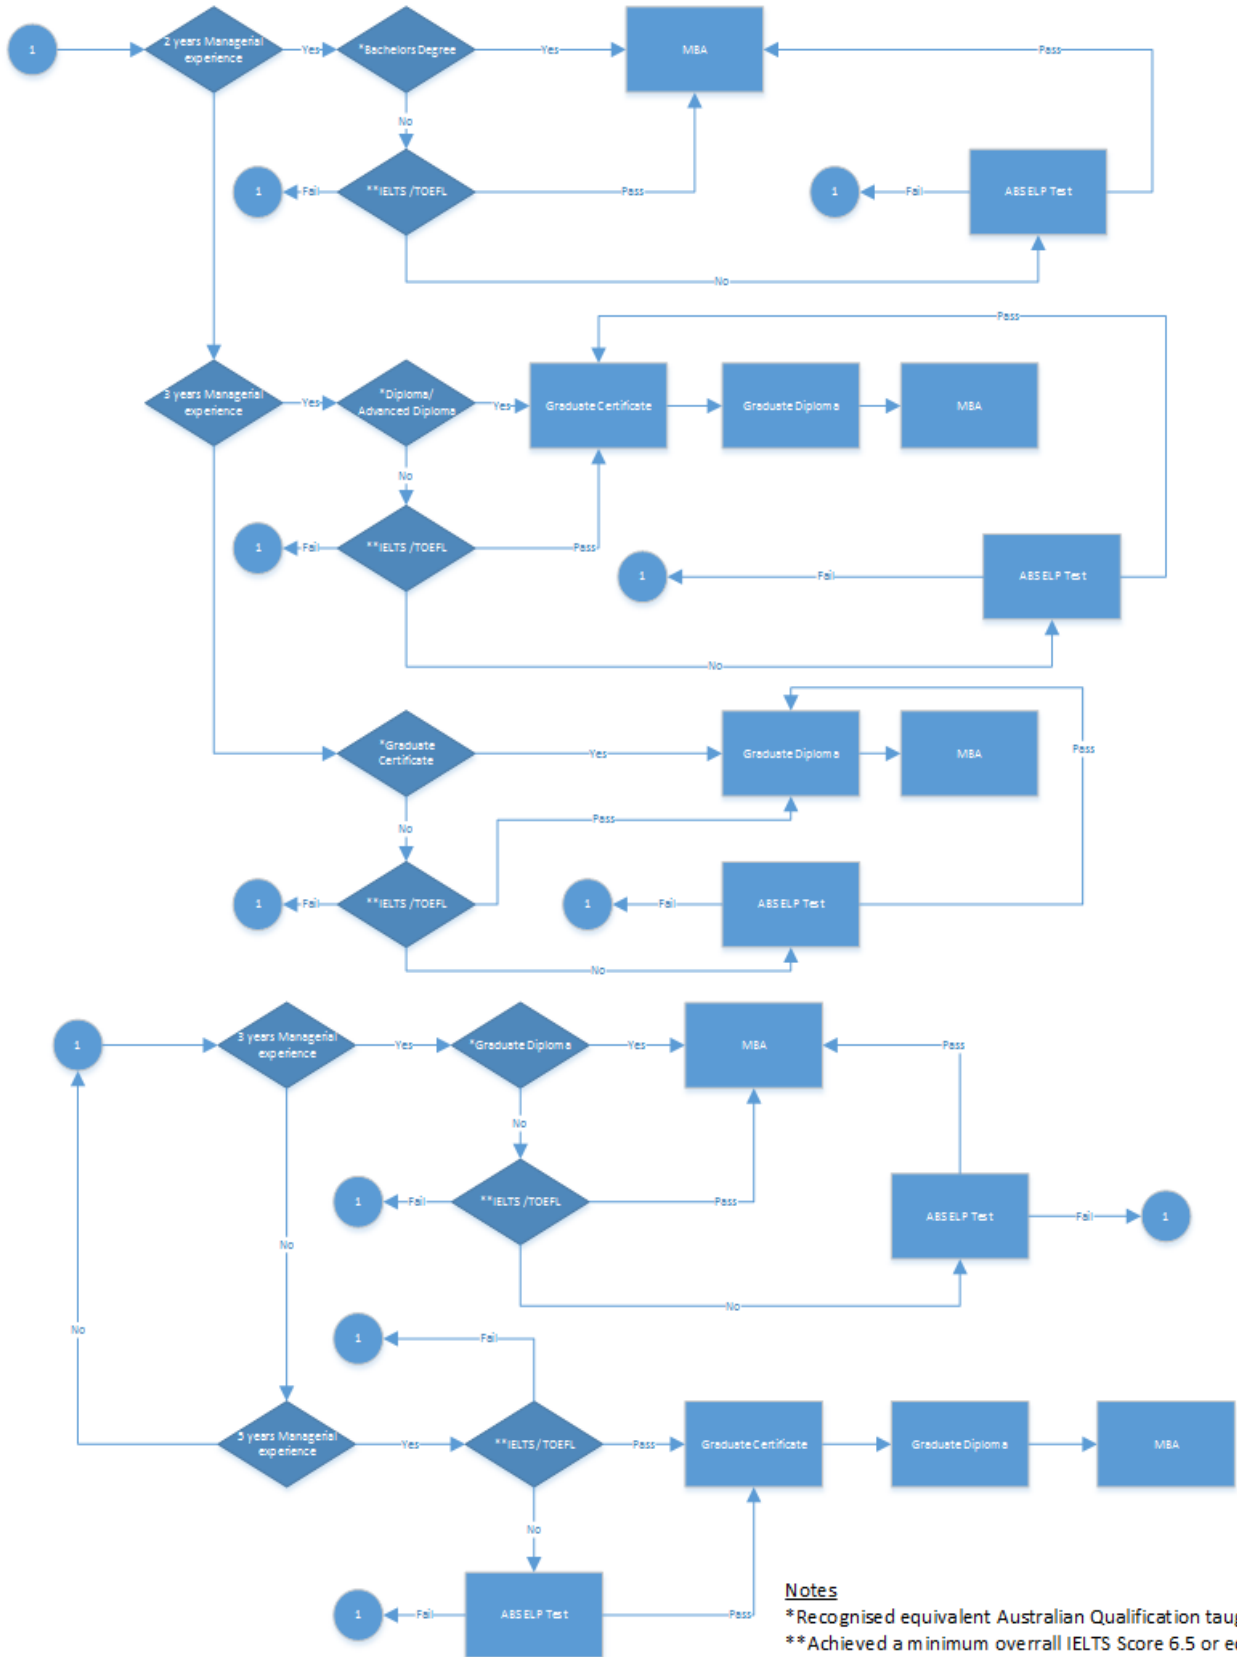 1
2 years Managerial
experience
Yes
*Bachelors Degree
Yes
MBA
Pass
No
1
Fail
**IELTS /TOEFL
Pass
1
Fail
ABS ELP Test
No
Pass
3 years Managerial
experience
Yes
*Diploma/
Advanced Diploma
Yes
Graduate Certificate
Graduate Diploma
MBA
No
1
Fail
**IELTS /TOEFL
Pass
1
Fail
ABS ELP Test
No
*Graduate
Certificate
Yes
Graduate Diploma
MBA
Pass
No
Pass
1
Fail
**IELTS /TOEFL
1
Fail
ABS ELP Test
No
1
3 years Managerial
experience
Yes
*Graduate Diploma
Yes
MBA
Pass
No
1
Fail
**IELTS /TOEFL
Pass
ABS ELP Test
Fail
1
No
No
No
1
Fail
5 years Managerial
experience
Yes
**IELTS / TOEFL
Pass
Graduate Certificate
Graduate Diploma
MBA
No
1
Fail
ABS ELP Test
Pass
Notes
*Recognised equivalent Australian Qualification
**Achieved a minimum overrall IELTS Score 6.5 or